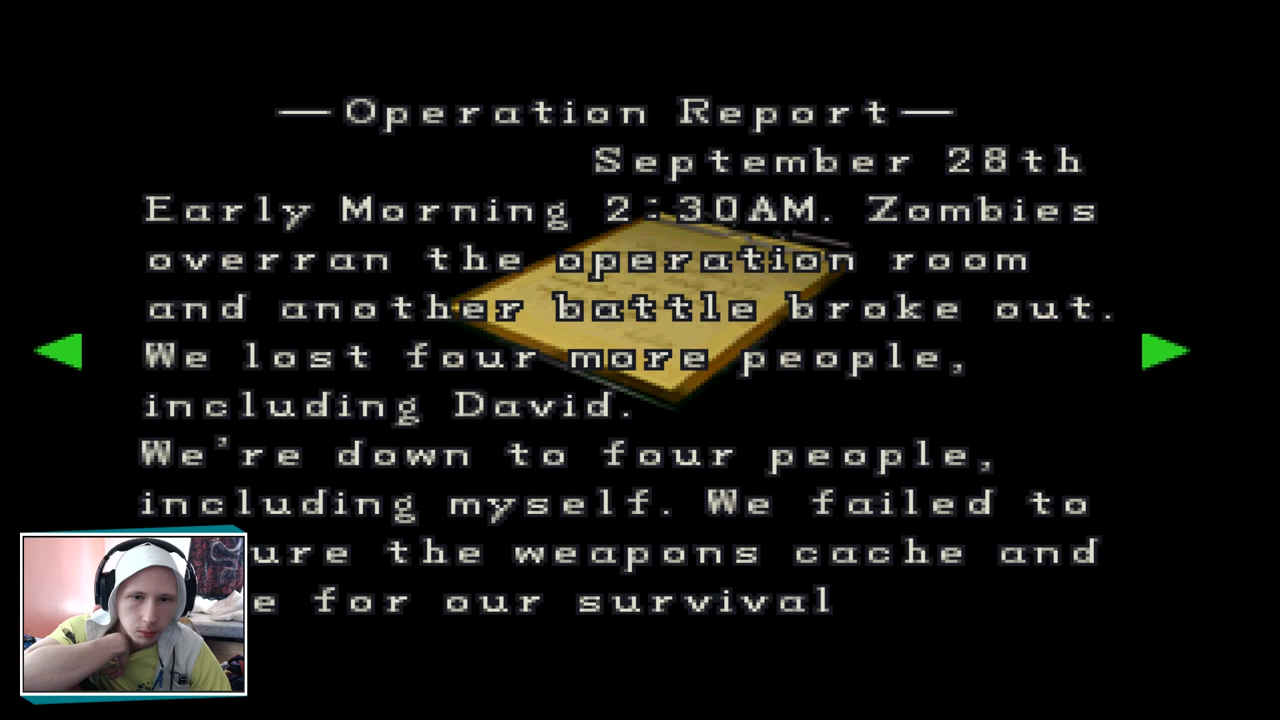 —Operation Report—
September 28th
Early Morning 2:30AM. Zombies
overran the operation room
and another battle broke out.
We lost four more people,
including David.
We're down to four people,
including myself. We failed to
the weapons cache and
for our survival